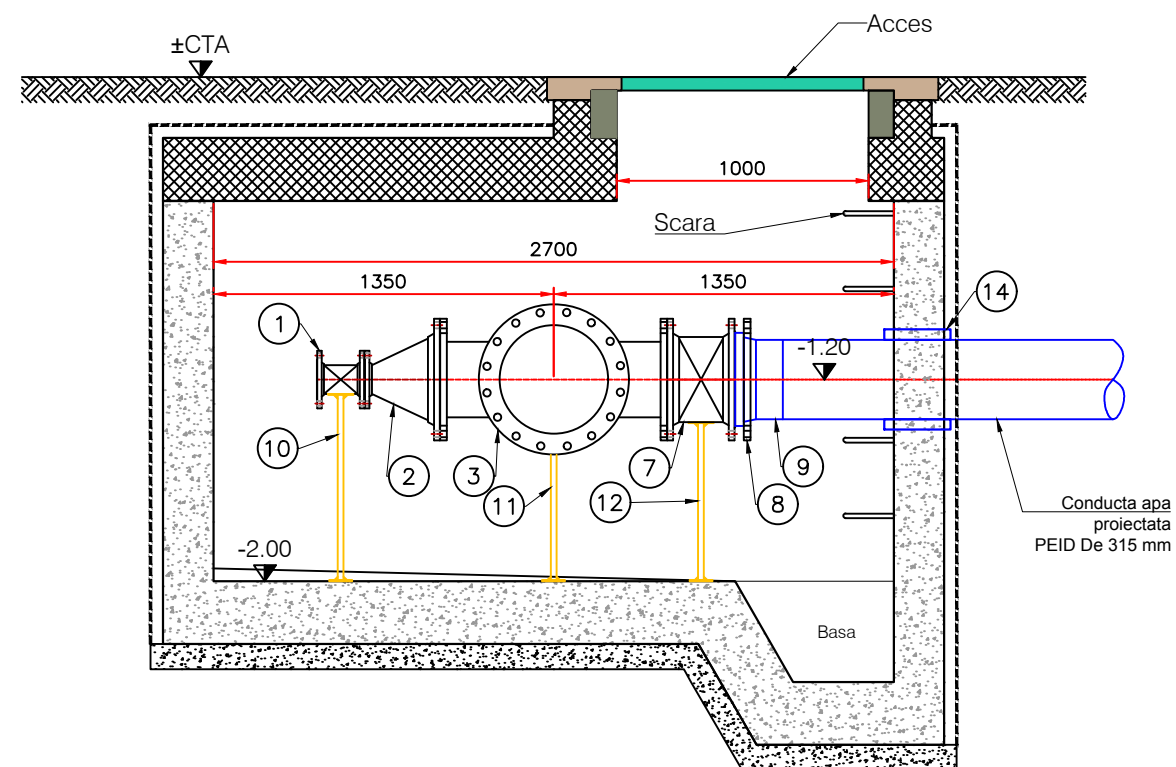 Acces
±CTA
1000
Scara
2700
1350
1350
14
1
-1.20
10
2
3
11
7
12
9
8
Conducta apa
proiectata
PEID De 315 mm
-2.00
Basa